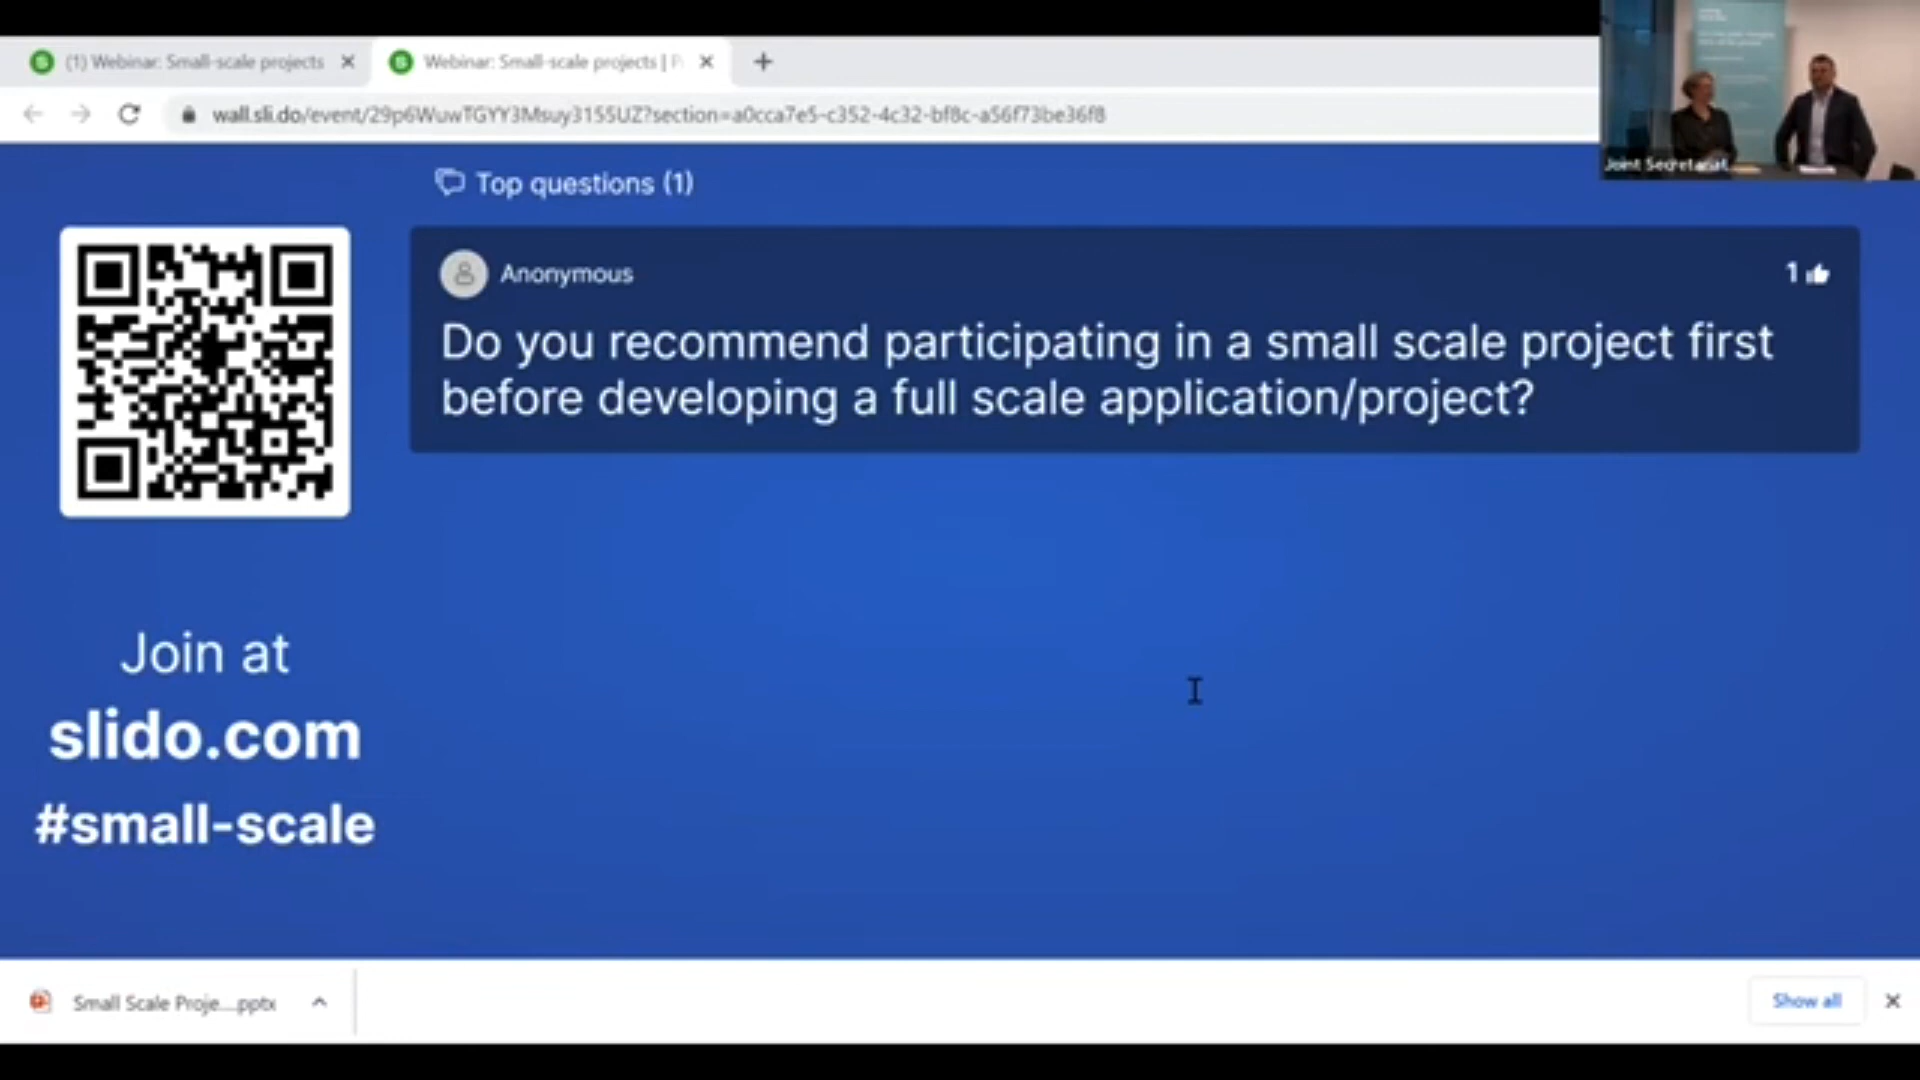 (1) Webinar: Small-scale projects
Webinar: Small-scale projects |
wall.sli.do/event/29p6WuwTGYY3Msuy3155UZ?section=a0cca7e5-c352-4c32-bf8c-a56f73be36f8
Joint Secretariat
Top questions (1)
Anonymous
1
Do you recommend participating in a small scale project first
before developing a full scale application/project?
Join at
slido.com
#small-scale
Small Scale Proje....pptx
Show all